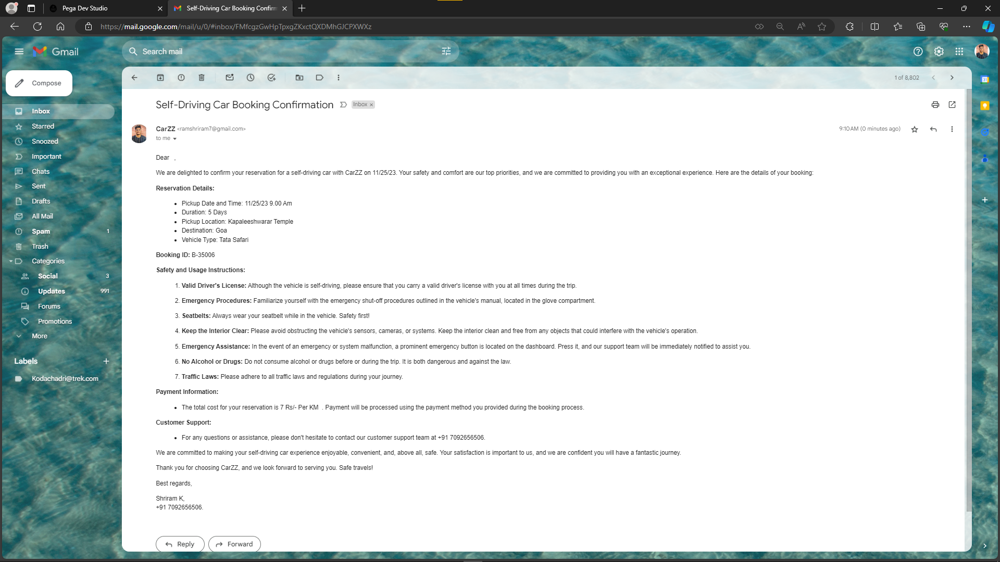 Pega Dev Studio
Self-Driving Car Booking Confirm
https://mail.google.com/mail/u/0/#inbox/FMfcgzGwHpTpxgZKxctQXDMhGJCPXWXz
Gmail
Search mail
Compose
1 of 8,802
Inbox
Starred
Snoozed
Important
Chats
Sent
Drafts
All Mail
Spam 1
Trash
Categories
Social 3
Updates 991
Forums
Promotions
More
Labels
Kodachadri@trek.com
Self-Driving Car Booking Confirmation Inbox x
CarZZ <ramshriram7@gmail.com>
9:10 AM (0 minutes ago)
to me
Dear ,
We are delighted to confirm your reservation for a self-driving car with CarZZ on 11/25/23. Your safety and comfort are our top priorities, and we are committed to providing you with an exceptional experience. Here are the details of your booking:
Reservation Details:
• Pickup Date and Time: 11/25/23 9.00 Am
• Duration: 5 Days
• Pickup Location: Kapaleeshwarar Temple
• Destination: Goa
• Vehicle Type: Tata Safari
Booking ID: B-35006
Safety and Usage Instructions:
1. Valid Driver's License: Although the vehicle is self-driving, please ensure that you carry a valid driver's license with you at all times during the trip.
2. Emergency Procedures: Familiarize yourself with the emergency shut-off procedures outlined in the vehicle's manual, located in the glove compartment.
3. Seatbelts: Always wear your seatbelt while in the vehicle. Safety first!
4. Keep the Interior Clear: Please avoid obstructing the vehicle's sensors, cameras, or systems. Keep the interior clean and free from any objects that could interfere with the vehicle's operation.
5. Emergency Assistance: In the event of an emergency or system malfunction, a prominent emergency button is located on the dashboard. Press it, and our support team will be immediately notified to assist you.
6. No Alcohol or Drugs: Do not consume alcohol or drugs before or during the trip. It is both dangerous and against the law.
7. Traffic Laws: Please adhere to all traffic laws and regulations during your journey.
Payment Information:
• The total cost for your reservation is 7 Rs/- Per KM . Payment will be processed using the payment method you provided during the booking process.
Customer Support:
• For any questions or assistance, please don't hesitate to contact our customer support team at +91 7092656506.
We are committed to making your self-driving car experience enjoyable, convenient, and, above all, safe. Your satisfaction is important to us, and we are confident you will have a fantastic journey.
Thank you for choosing CarZZ, and we look forward to serving you. Safe travels!
Best regards,
Shriram K,
+91 7092656506.
Reply
Forward